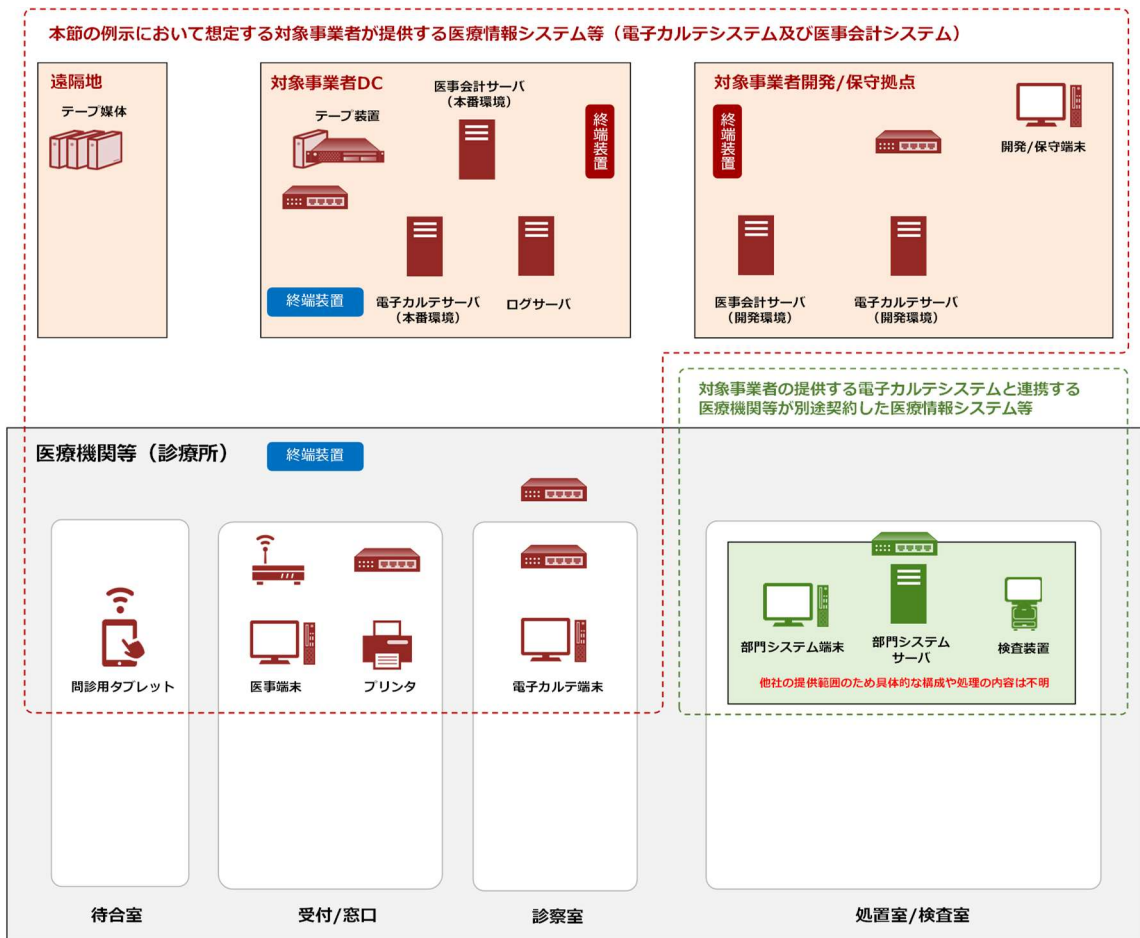 本節の例示において想定する対象事業者が提供する医療情報システム等（電子カルテシステム及び医事会計システム）
遠隔地
テープ媒体
対象事業者DC
テープ装置
医事会計サーバ
（本番環境）
終端装置
終端装置
電子カルテサーバ
（本番環境）
ログサーバ
対象事業者開発/保守拠点
終端装置
開発/保守端末
医事会計サーバ
（開発環境）
電子カルテサーバ
（開発環境）
対象事業者の提供する電子カルテシステムと連携する
医療機関等が別途契約した医療情報システム等
医療機関等（診療所）
終端装置
問診用タブレット
医事端末
プリンタ
電子カルテ端末
部門システム端末
部門システム
サーバ
検査装置
他社の提供範囲のため具体的な構成や処理の内容は不明
待合室
受付/窓口
診察室
処置室/検査室